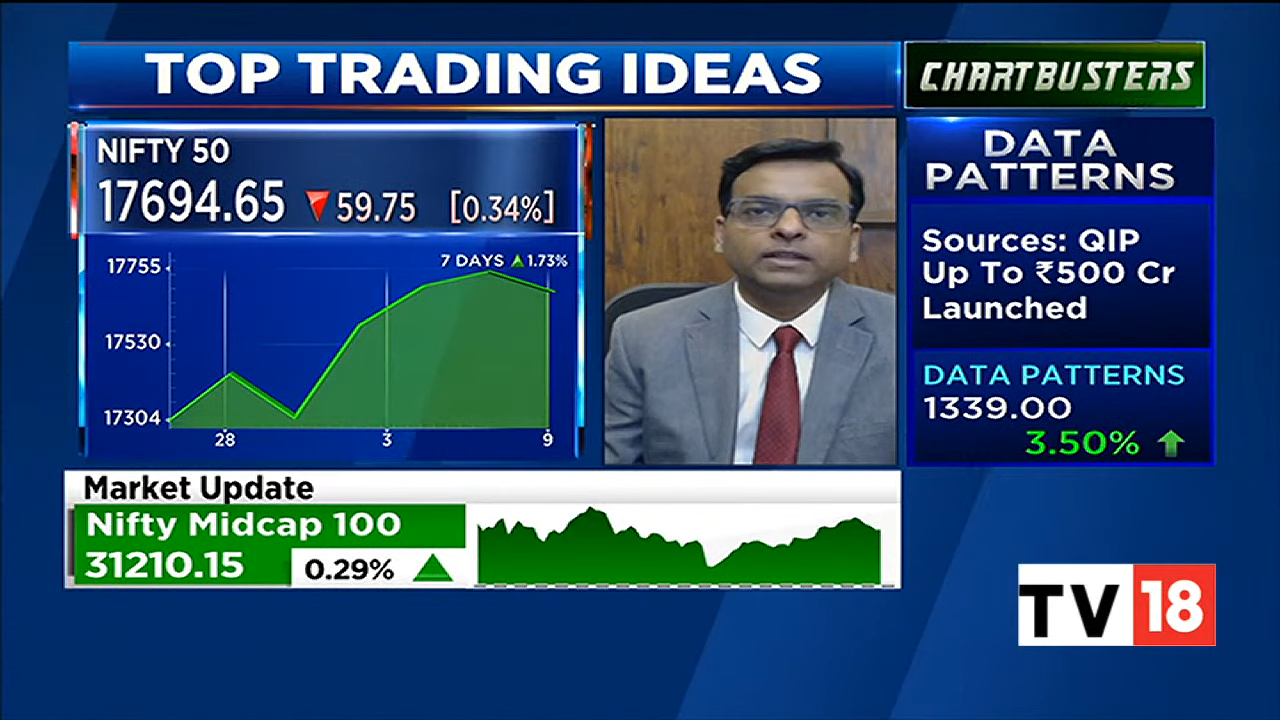 TOP TRADING IDEAS
CHARTBUSTERS
NIFTY 50
17694.65 ▼ 59.75 [0.34%]
7 DAYS ▲ 1.73%
17755
17530
17304
28 3 9
DATA
PATTERNS
Sources: QIP
Up To ₹500 Cr
Launched
DATA PATTERNS
1339.00
3.50% ↑
Market Update
Nifty Midcap 100
31210.15 0.29% ▲
TV18